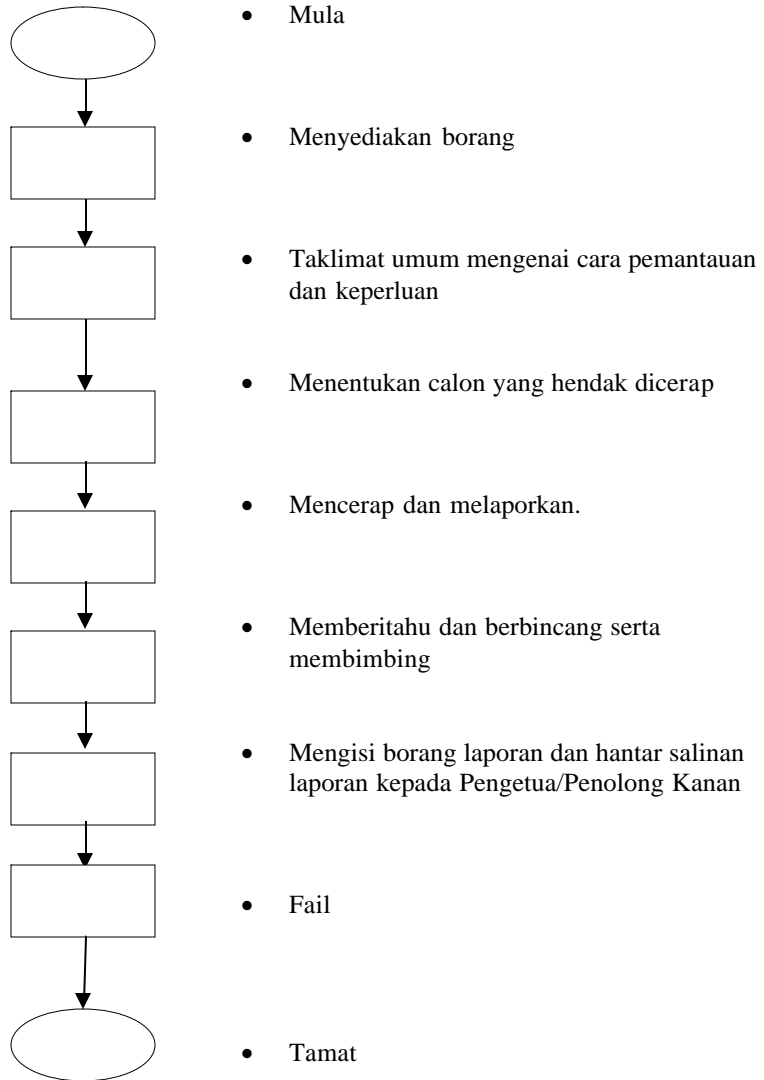 • Mula
• Menyediakan borang
• Taklimat umum mengenai cara pemantauan
dan keperluan
• Menentukan calon yang hendak dicerap
• Mencerap dan melaporkan.
• Memberitahu dan berbincang serta
membimbing
• Mengisi borang laporan dan hantar salinan
laporan kepada Pengetua/Penolong Kanan
• Fail
• Tamat